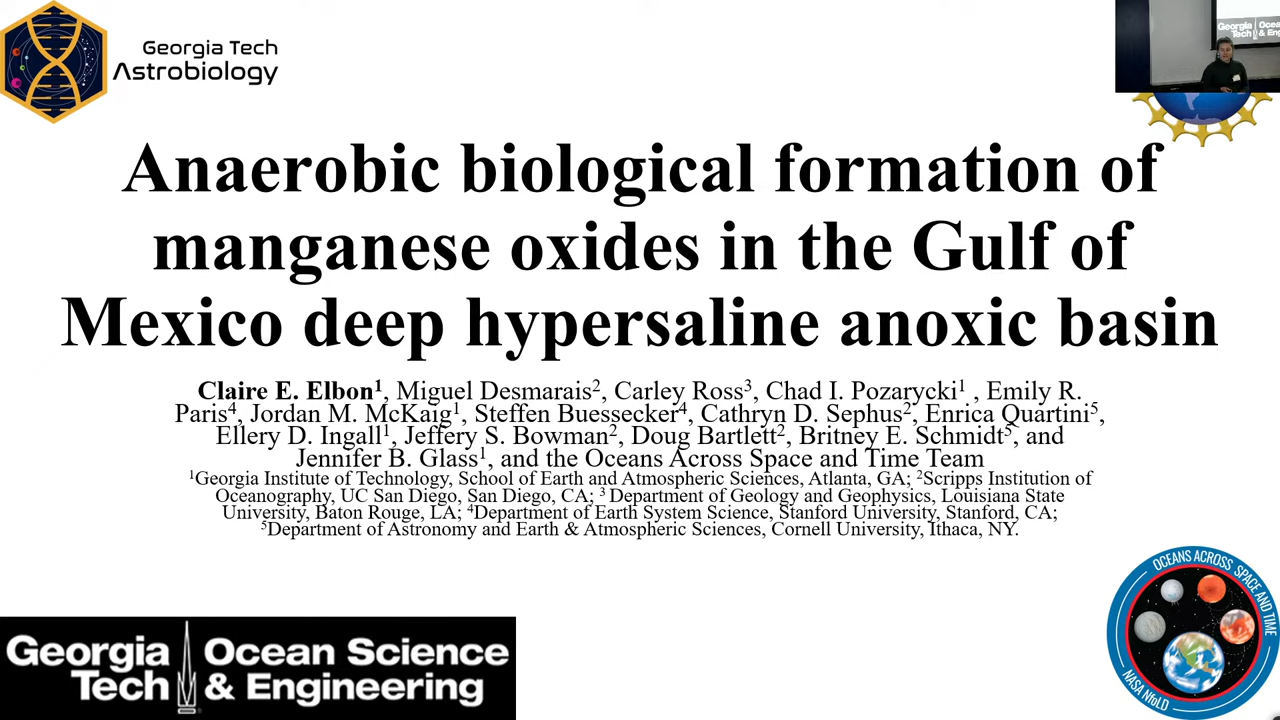 Georgia Tech
Astrobiology
Georgia
Tech
Ocea
& Eng
Anaerobic biological formation of
manganese oxides in the Gulf of
Mexico deep hypersaline anoxic basin
Claire E. Elbon¹, Miguel Desmarais², Carley Ross³, Chad I. Pozarycki¹ , Emily R.
Paris⁴, Jordan M. McKaig¹, Steffen Buessecker⁴, Cathryn D. Sephus², Enrica Quartini⁵,
Ellery D. Ingall¹, Jeffery S. Bowman², Doug Bartlett², Britney E. Schmidt⁵, and
Jennifer B. Glass¹, and the Oceans Across Space and Time Team
¹Georgia Institute of Technology, School of Earth and Atmospheric Sciences, Atlanta, GA; ²Scripps Institution of
Oceanography, UC San Diego, San Diego, CA; ³ Department of Geology and Geophysics, Louisiana State
University, Baton Rouge, LA; ⁴Department of Earth System Science, Stanford University, Stanford, CA;
⁵Department of Astronomy and Earth & Atmospheric Sciences, Cornell University, Ithaca, NY.
OCEANS ACROSS SPACE AND TIME
NASA NfoLD
Georgia
Tech
Ocean Science
& Engineering